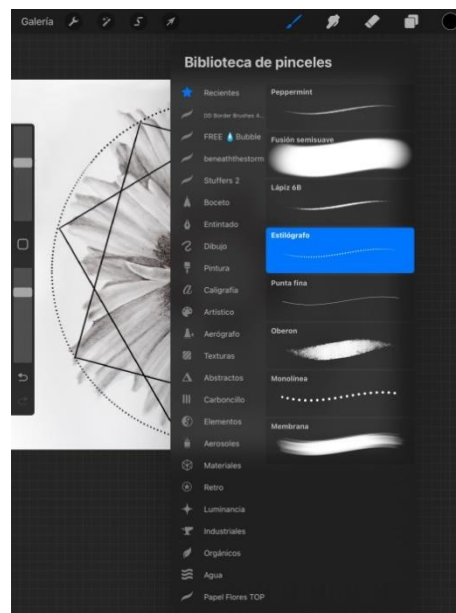 Galería
Biblioteca de pinceles
Recientes
FREE 💧 Bubble
beneaththestorm
Stuffers 2
Boceto
Entintado
Dibujo
Pintura
Caligrafía
Artístico
Aerógrafo
Texturas
Abstractos
Carboncillo
Elementos
Aerosoles
Materiales
Retro
Luminancia
Industriales
Orgánicos
Agua
Papel Flores TOP
Peppermint
Fusión semisuave
Lápiz 6B
Estilógrafo
Punta fina
Oberon
Monolínea
Membrana